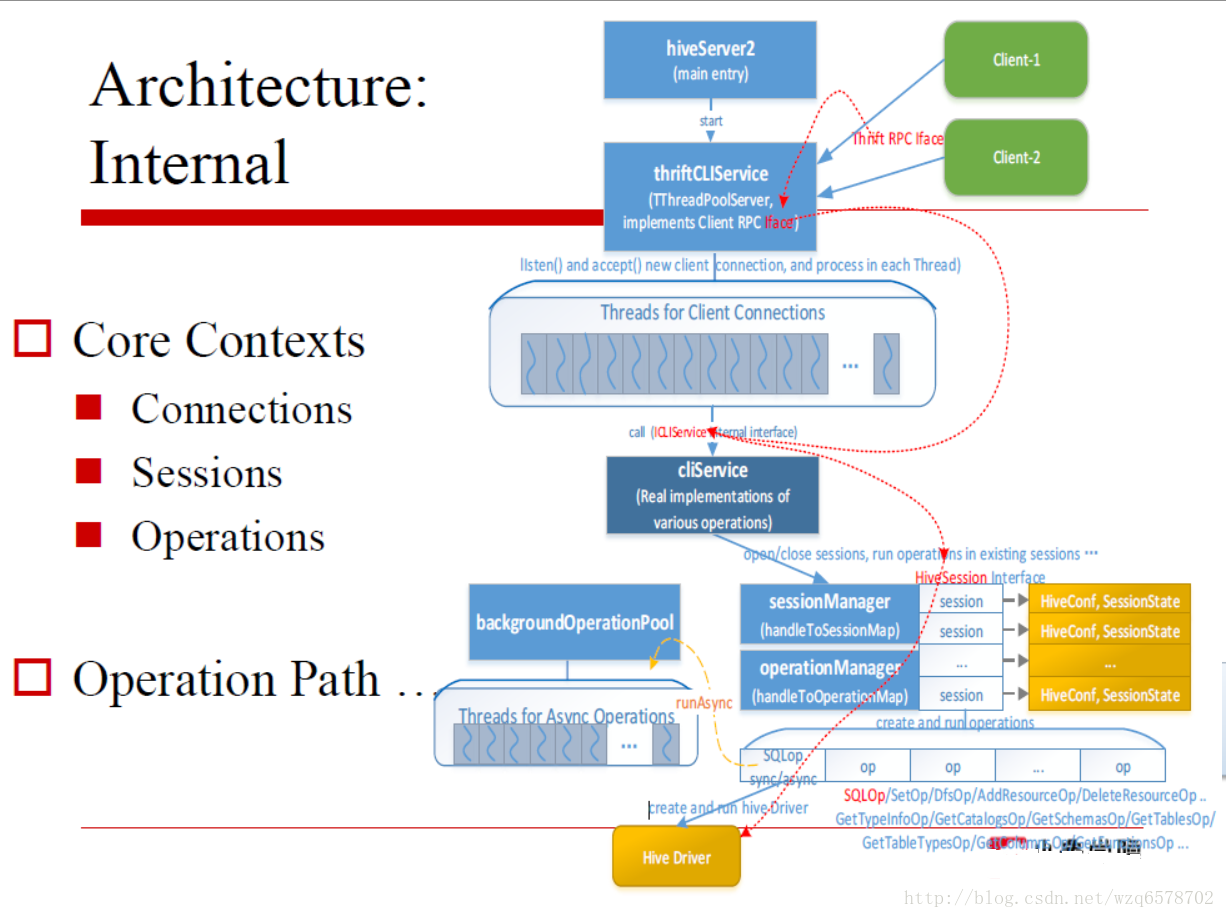 Architecture:
Internal
Core Contexts
Connections
Sessions
Operations
Operation Path …
hiveServer2
(main entry)
start
Client-1
Client-2
Thrift RPC Iface
thriftCLIService
(TThreadPoolServer,
implements Client RPC Iface)
listen() and accept() new client connection, and process in each Thread)
Threads for Client Connections
...
call (ICLIService internal interface)
cliService
(Real implementations of
various operations)
open/close sessions, run operations in existing sessions ...
HiveSession Interface
backgroundOperationPool
Threads for Async Operations
...
runAsync
sessionManager
(handleToSessionMap)
operationManager
(handleToOperationMap)
session
HiveConf, SessionState
session
HiveConf, SessionState
...
...
session
HiveConf, SessionState
create and run operations
SQLop
sync/async
op
op
...
op
create and run hive Driver
Hive Driver
SQLOp/SetOp/DfsOp/AddResourceOp/DeleteResourceOp ..
GetTypeInfoOp/GetCatalogsOp/GetSchemasOp/GetTablesOp/
GetTableTypesOp/GetColumnsOp/GetFunctionsOp ...
http://blog.csdn.net/wzq6578702